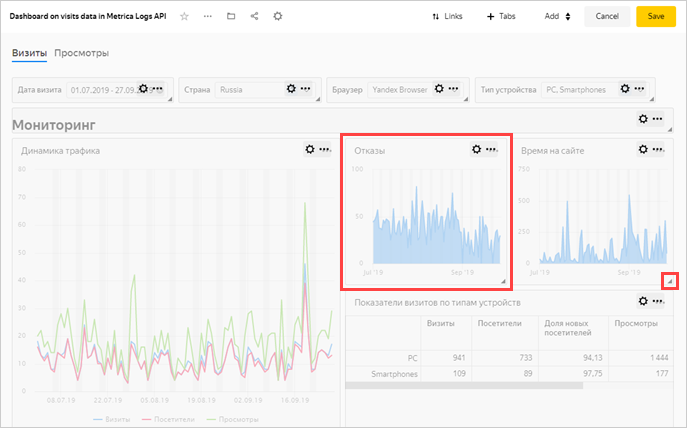 Dashboard on visits data in Metrica Logs API
Links
+ Tabs
Add
Cancel
Save
Визиты Просмотры
Дата визита 01.07.2019 - 27.09.2019
Страна Russia
Браузер Yandex Browser
Тип устройства PC, Smartphones
Мониторинг
Динамика трафика
80
70
60
50
40
30
20
10
0
08.07.19 22.07.19 05.08.19 19.08.19 02.09.19 16.09.19
Визиты Посетители Просмотры
Отказы
100
50
0
Jul '19 Sep '19
Время на сайте
750
500
250
0
Jul '19 Sep '19
Показатели визитов по типам устройств
Визиты Посетители Доля новых посетителей Просмотры
PC 941 733 94,13 1 444
Smartphones 109 89 97,75 177